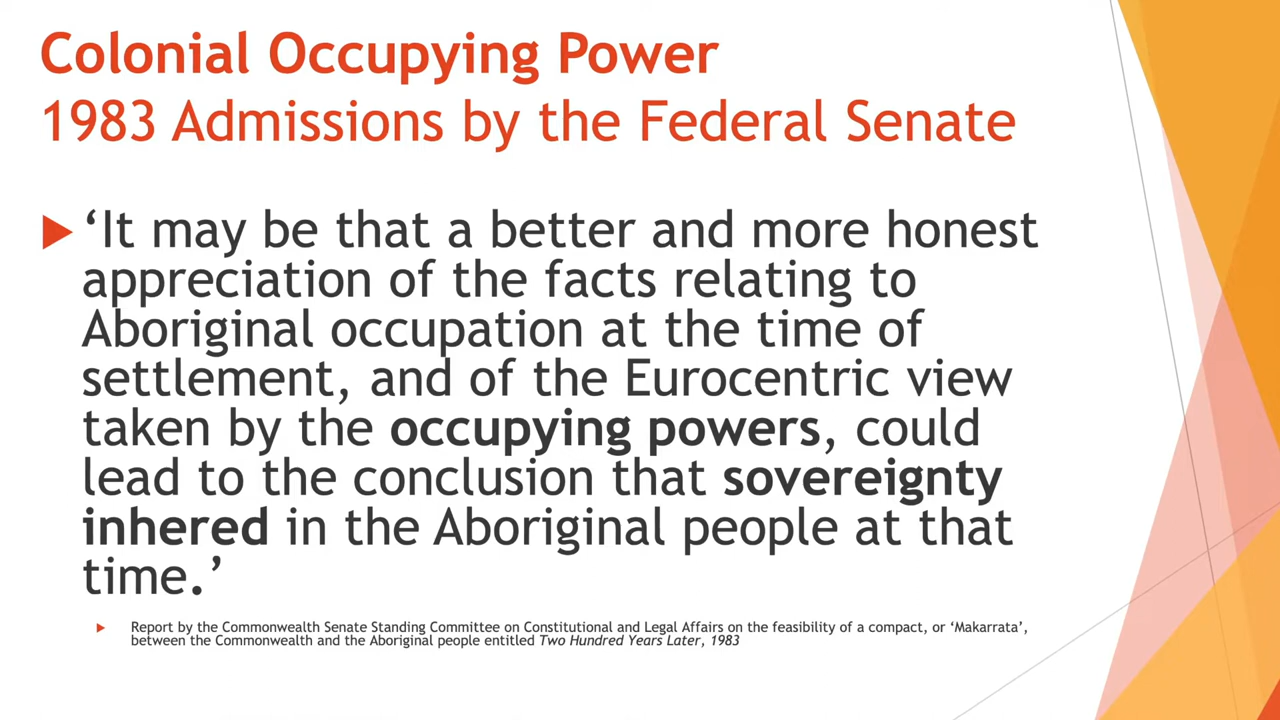 Colonial Occupying Power
1983 Admissions by the Federal Senate
‘It may be that a better and more honest
appreciation of the facts relating to
Aboriginal occupation at the time of
settlement, and of the Eurocentric view
taken by the occupying powers, could
lead to the conclusion that sovereignty
inhered in the Aboriginal people at that
time.’
Report by the Commonwealth Senate Standing Committee on Constitutional and Legal Affairs on the feasibility of a compact, or ‘Makarrata’,
between the Commonwealth and the Aboriginal people entitled Two Hundred Years Later, 1983